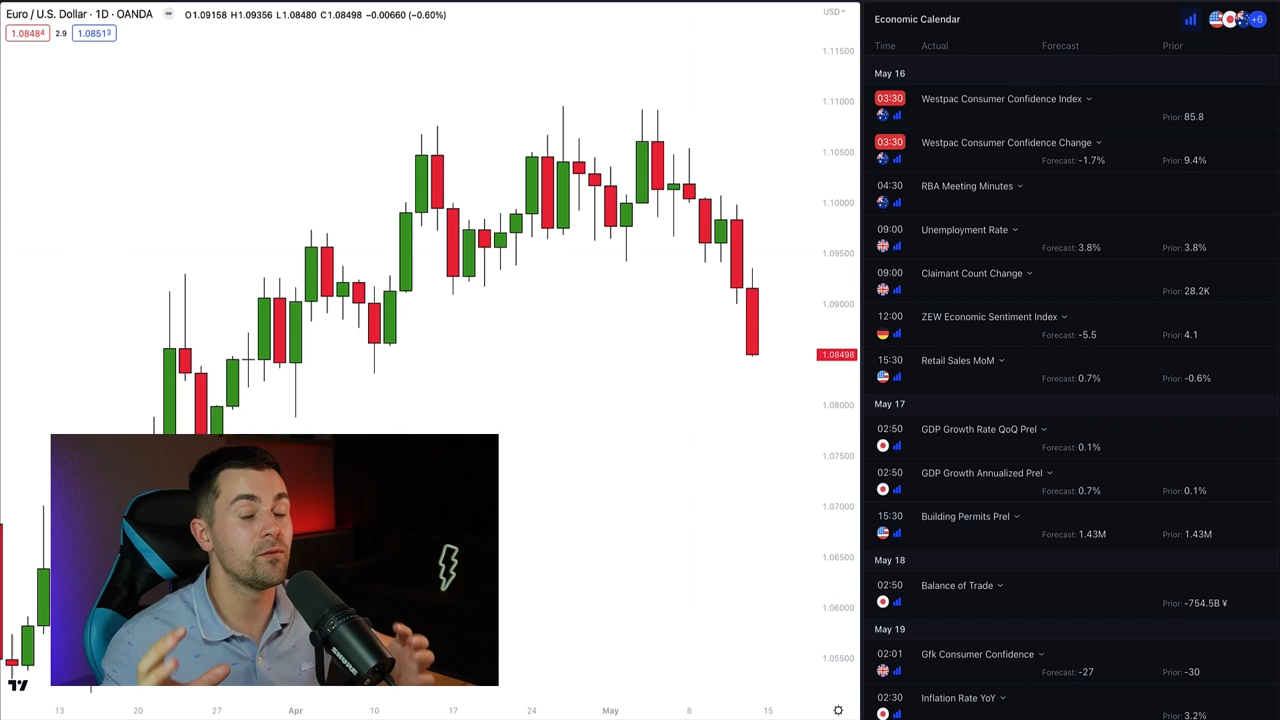 Euro / U.S. Dollar · 1D · OANDA O1.09158 H1.09356 L1.08480 C1.08498 −0.00660 (−0.60%)
1.08484 2.9 1.08513
USD
1.11500
1.11000
1.10500
1.10000
1.09500
1.09000
1.08498
1.08000
1.07500
1.07000
1.06500
1.06000
1.05500
13 20 27 Apr 10 17 24 May 8 15
SHURE
Economic Calendar +6
Time Actual Forecast Prior
May 16
03:30 Westpac Consumer Confidence Index
Prior: 85.8
03:30 Westpac Consumer Confidence Change
Forecast: -1.7% Prior: 9.4%
04:30 RBA Meeting Minutes
09:00 Unemployment Rate
Forecast: 3.8% Prior: 3.8%
09:00 Claimant Count Change
Prior: 28.2K
12:00 ZEW Economic Sentiment Index
Forecast: -5.5 Prior: 4.1
15:30 Retail Sales MoM
Forecast: 0.7% Prior: -0.6%
May 17
02:50 GDP Growth Rate QoQ Prel
Forecast: 0.1%
02:50 GDP Growth Annualized Prel
Forecast: 0.7% Prior: 0.1%
15:30 Building Permits Prel
Forecast: 1.43M Prior: 1.43M
May 18
02:50 Balance of Trade
Prior: -754.5B ¥
May 19
02:01 Gfk Consumer Confidence
Forecast: -27 Prior: -30
02:30 Inflation Rate YoY
Prior: 3.2%